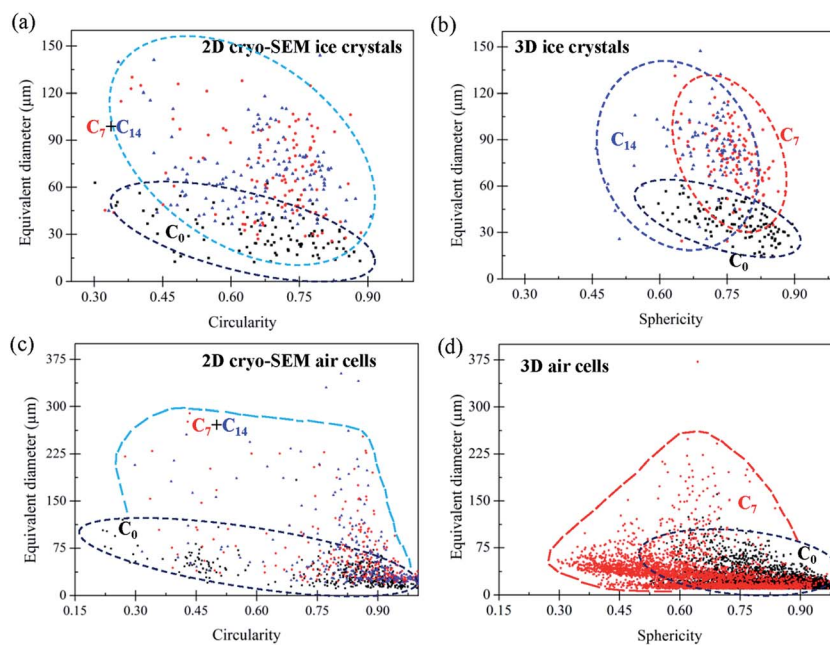 (a)
2D cryo-SEM ice crystals
150
120
90
60
30
0
Equivalent diameter (µm)
C7+C14
C0
0.30
0.45
0.60
0.75
0.90
Circularity
(b)
3D ice crystals
150
120
90
60
30
0
Equivalent diameter (µm)
C14
C7
C0
0.30
0.45
0.60
0.75
0.90
Sphericity
(c)
2D cryo-SEM air cells
375
300
225
150
75
0
Equivalent diameter (µm)
C7+C14
C0
0.15
0.30
0.45
0.60
0.75
0.90
Circularity
(d)
3D air cells
375
300
225
150
75
0
Equivalent diameter (µm)
C7
C0
0.15
0.30
0.45
0.60
0.75
0.90
Sphericity